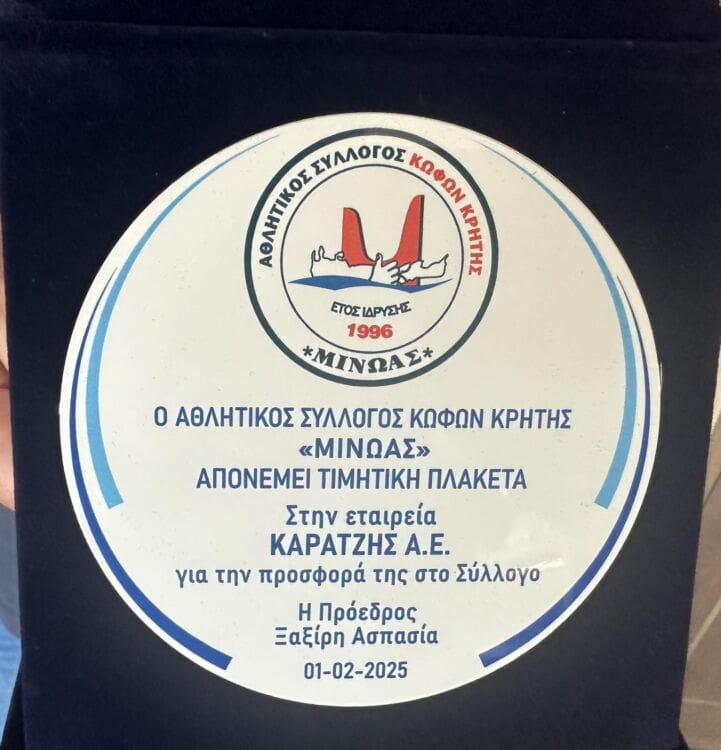 ΑΘΛΗΤΙΚΟΣ ΣΥΛΛΟΓΟΣ ΚΩΦΩΝ ΚΡΗΤΗΣ
ΕΤΟΣ ΙΔΡΥΣΗΣ
1996
*ΜΙΝΩΑΣ*
Ο ΑΘΛΗΤΙΚΟΣ ΣΥΛΛΟΓΟΣ ΚΩΦΩΝ ΚΡΗΤΗΣ
«ΜΙΝΩΑΣ»
ΑΠΟΝΕΜΕΙ ΤΙΜΗΤΙΚΗ ΠΛΑΚΕΤΑ
Στην εταιρεία
ΚΑΡΑΤΖΗΣ Α.Ε.
για την προσφορά της στο Σύλλογο
Η Πρόεδρος
Ξαξίρη Ασπασία
01-02-2025